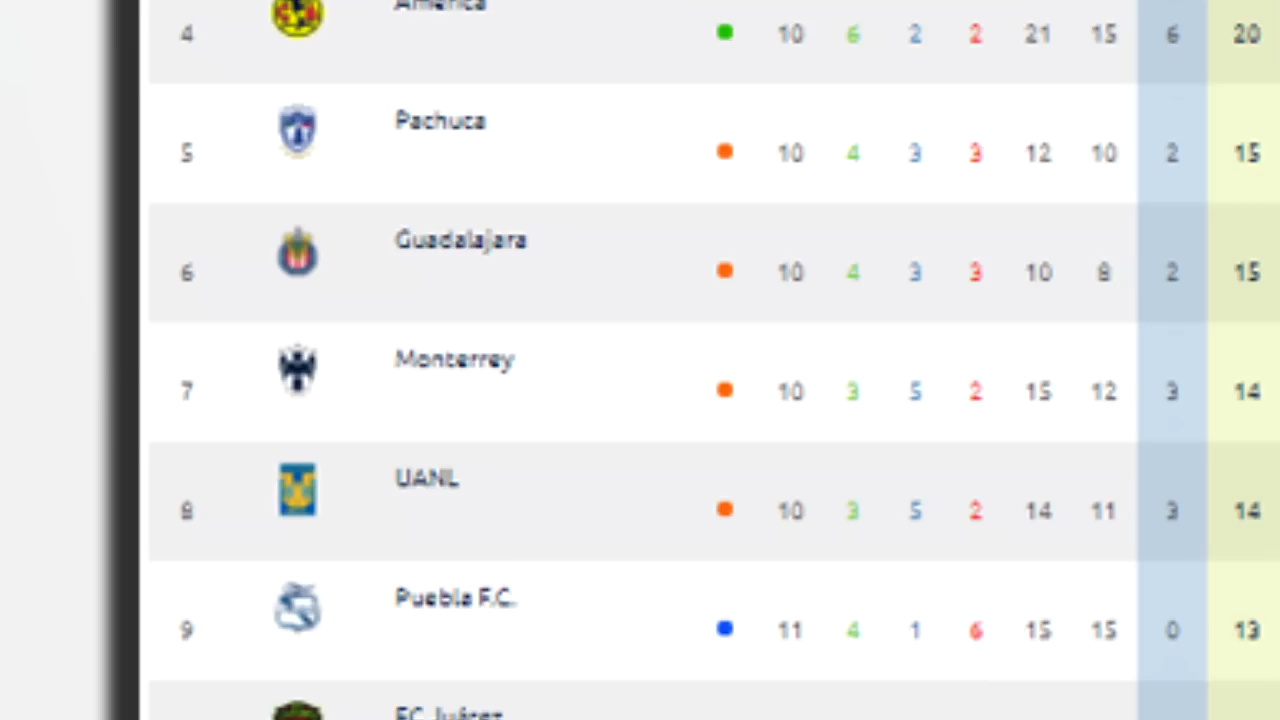 América
4 10 6 2 2 21 15 6 20
Pachuca
5 10 4 3 3 12 10 2 15
Guadalajara
6 10 4 3 3 10 8 2 15
Monterrey
7 10 3 5 2 15 12 3 14
UANL
8 10 3 5 2 14 11 3 14
Puebla F.C.
9 11 4 1 6 15 15 0 13
FC Juárez